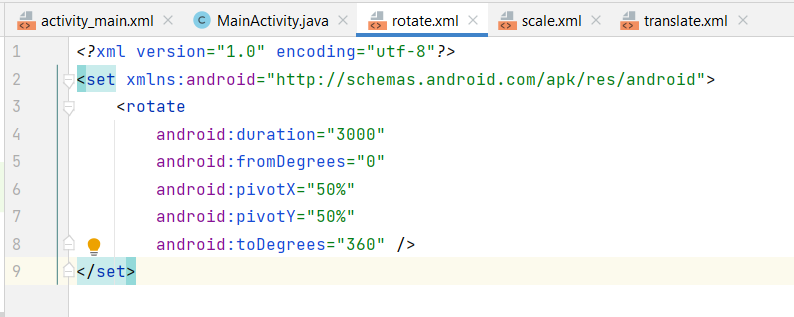 activity_main.xml MainActivity.java rotate.xml scale.xml translate.xml
1 <?xml version="1.0" encoding="utf-8"?>
2 <set xmlns:android="http://schemas.android.com/apk/res/android">
3 <rotate
4 android:duration="3000"
5 android:fromDegrees="0"
6 android:pivotX="50%"
7 android:pivotY="50%"
8 android:toDegrees="360" />
9 </set>